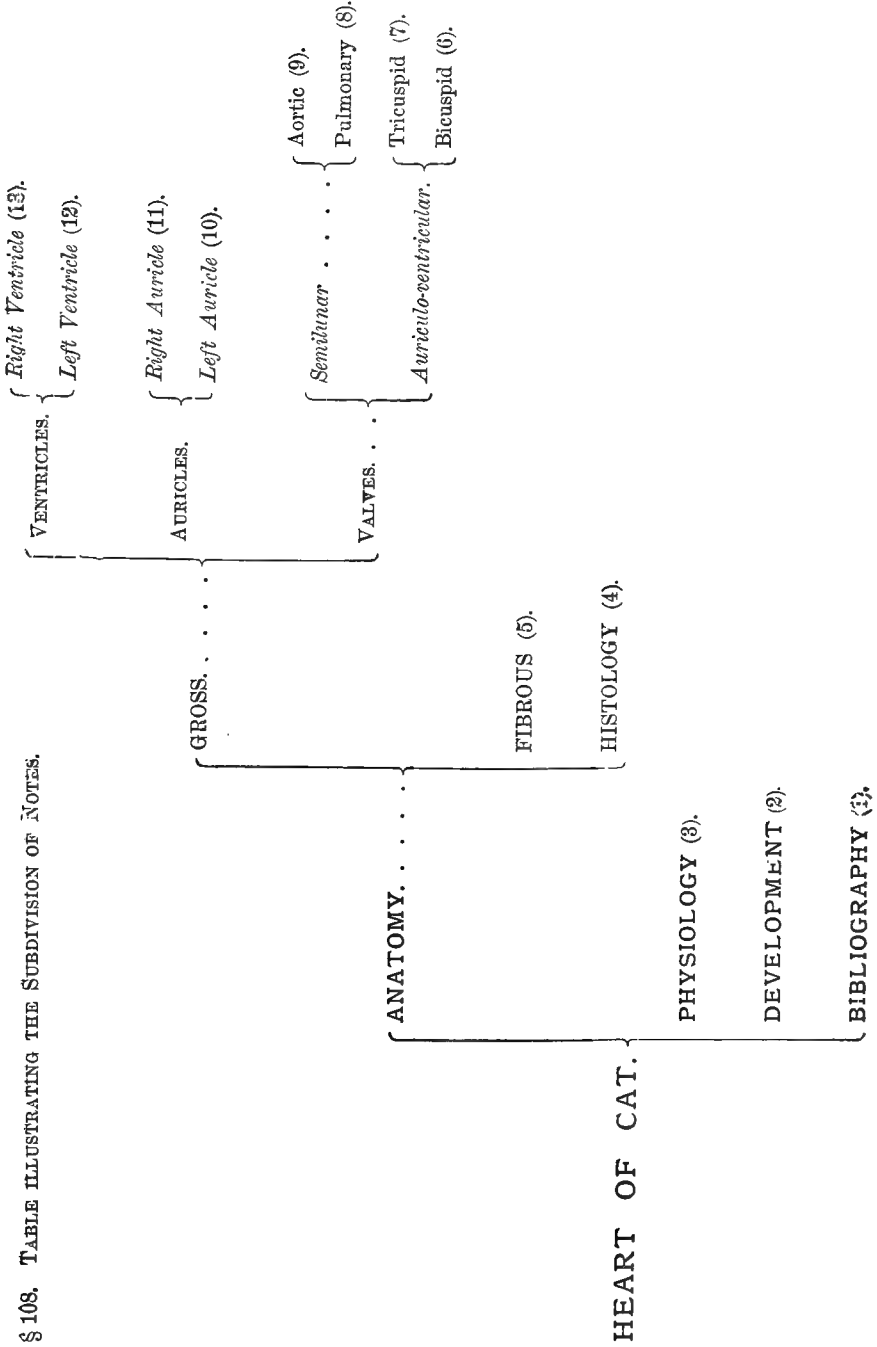 § 108. TABLE ILLUSTRATING THE SUBDIVISION OF NOTES.
HEART OF CAT.
ANATOMY. . . . .
GROSS. . . . .
VENTRICLES.
Right Ventricle (13).
Left Ventricle (12).
AURICLES.
Right Auricle (11).
Left Auricle (10).
VALVES. . .
Semilunar . . . . .
Aortic (9).
Pulmonary (8).
Auriculo-ventricular.
Tricuspid (7).
Bicuspid (6).
FIBROUS (5).
HISTOLOGY (4).
PHYSIOLOGY (3).
DEVELOPMENT (2).
BIBLIOGRAPHY (1).